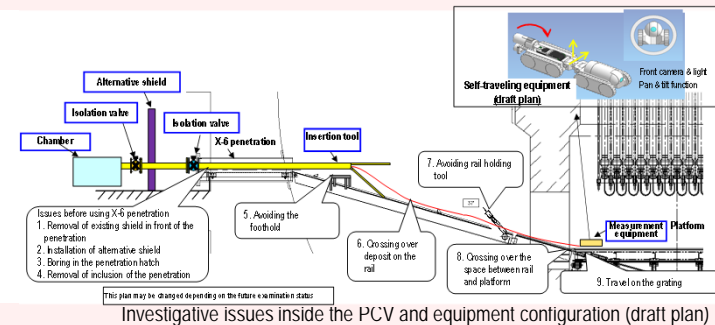 Front camera & light
Pan & tilt function
Self-traveling equipment
(draft plan)
Alternative shield
Isolation valve
Isolation valve
Chamber
X-6 penetration
Insertion tool
7. Avoiding rail holding
tool
Issues before using X-6 penetration
1. Removal of existing shield in front of the
penetration
2. Installation of alternative shield
3. Boring in the penetration hatch
4. Removal of inclusion of the penetration
5. Avoiding the
foothold
6. Crossing over
deposit on the
rail
8. Crossing over the
space between rail
and platform
Measurement
equipment
Platform
9. Travel on the grating
This plan may be changed depending on the future examination status
Investigative issues inside the PCV and equipment configuration (draft plan)